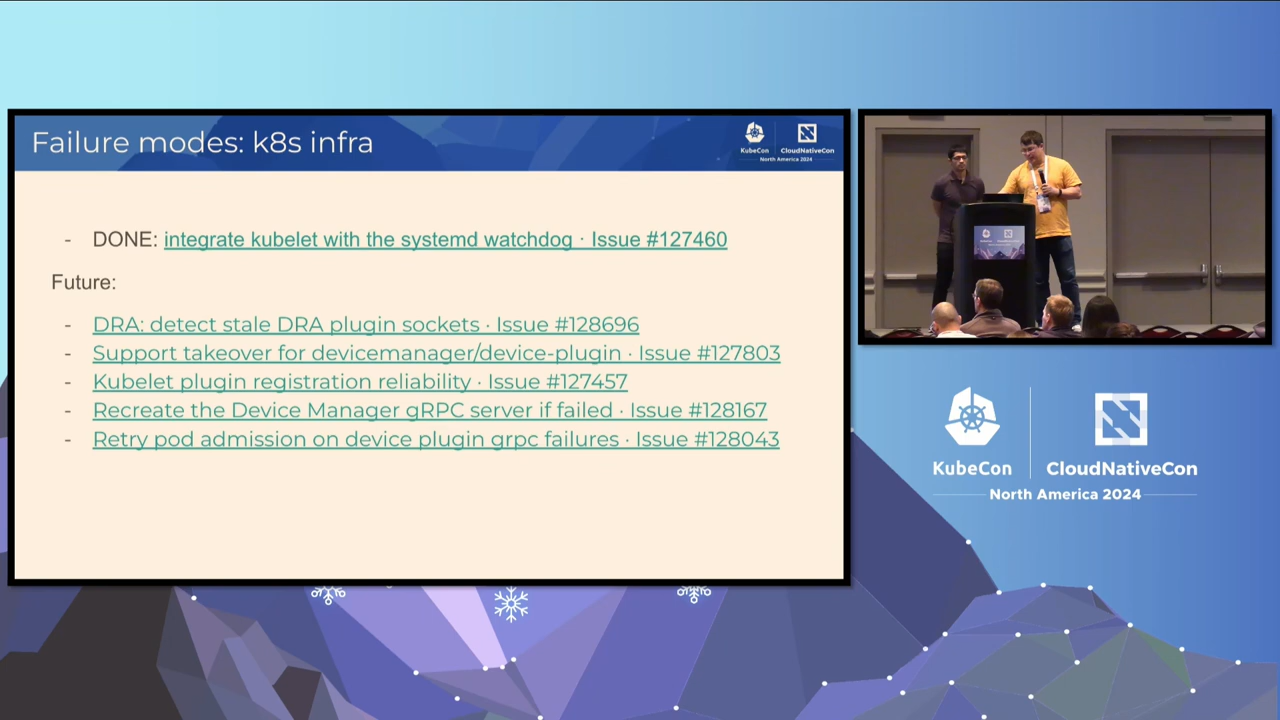 Failure modes: k8s infra
KubeCon
CloudNativeCon
North America 2024
- DONE: integrate kubelet with the systemd watchdog · Issue #127460
Future:
- DRA: detect stale DRA plugin sockets · Issue #128696
- Support takeover for devicemanager/device-plugin · Issue #127803
- Kubelet plugin registration reliability · Issue #127457
- Recreate the Device Manager gRPC server if failed · Issue #128167
- Retry pod admission on device plugin grpc failures · Issue #128043
KubeCon
CloudNativeCon
North America 2024